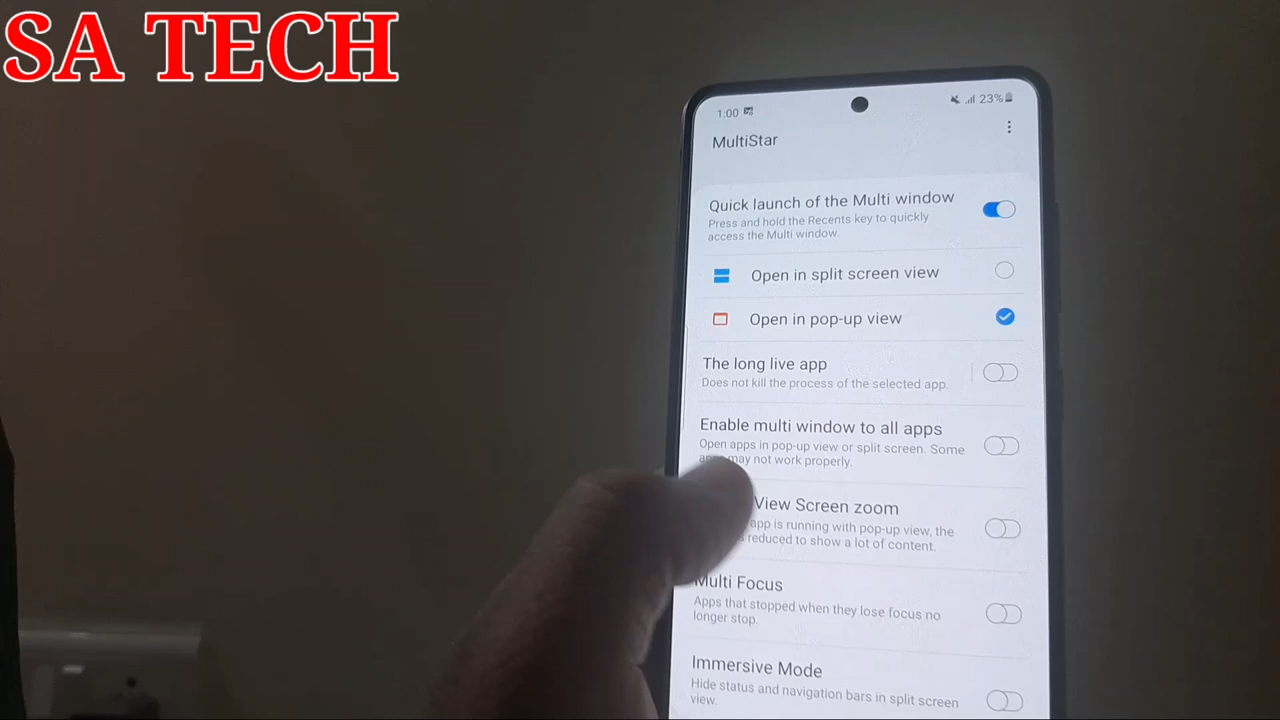 SA TECH
1:00
23%
MultiStar
Quick launch of the Multi window
Press and hold the Recents key to quickly
access the Multi window.
Open in split screen view
Open in pop-up view
The long live app
Does not kill the process of the selected app.
Enable multi window to all apps
Open apps in pop-up view or split screen. Some
may not work properly.
View Screen zoom
app is running with pop-up view, the
reduced to show a lot of content.
Multi Focus
Apps that stopped when they lose focus no
longer stop.
Immersive Mode
Hide status and navigation bars in split screen
view.